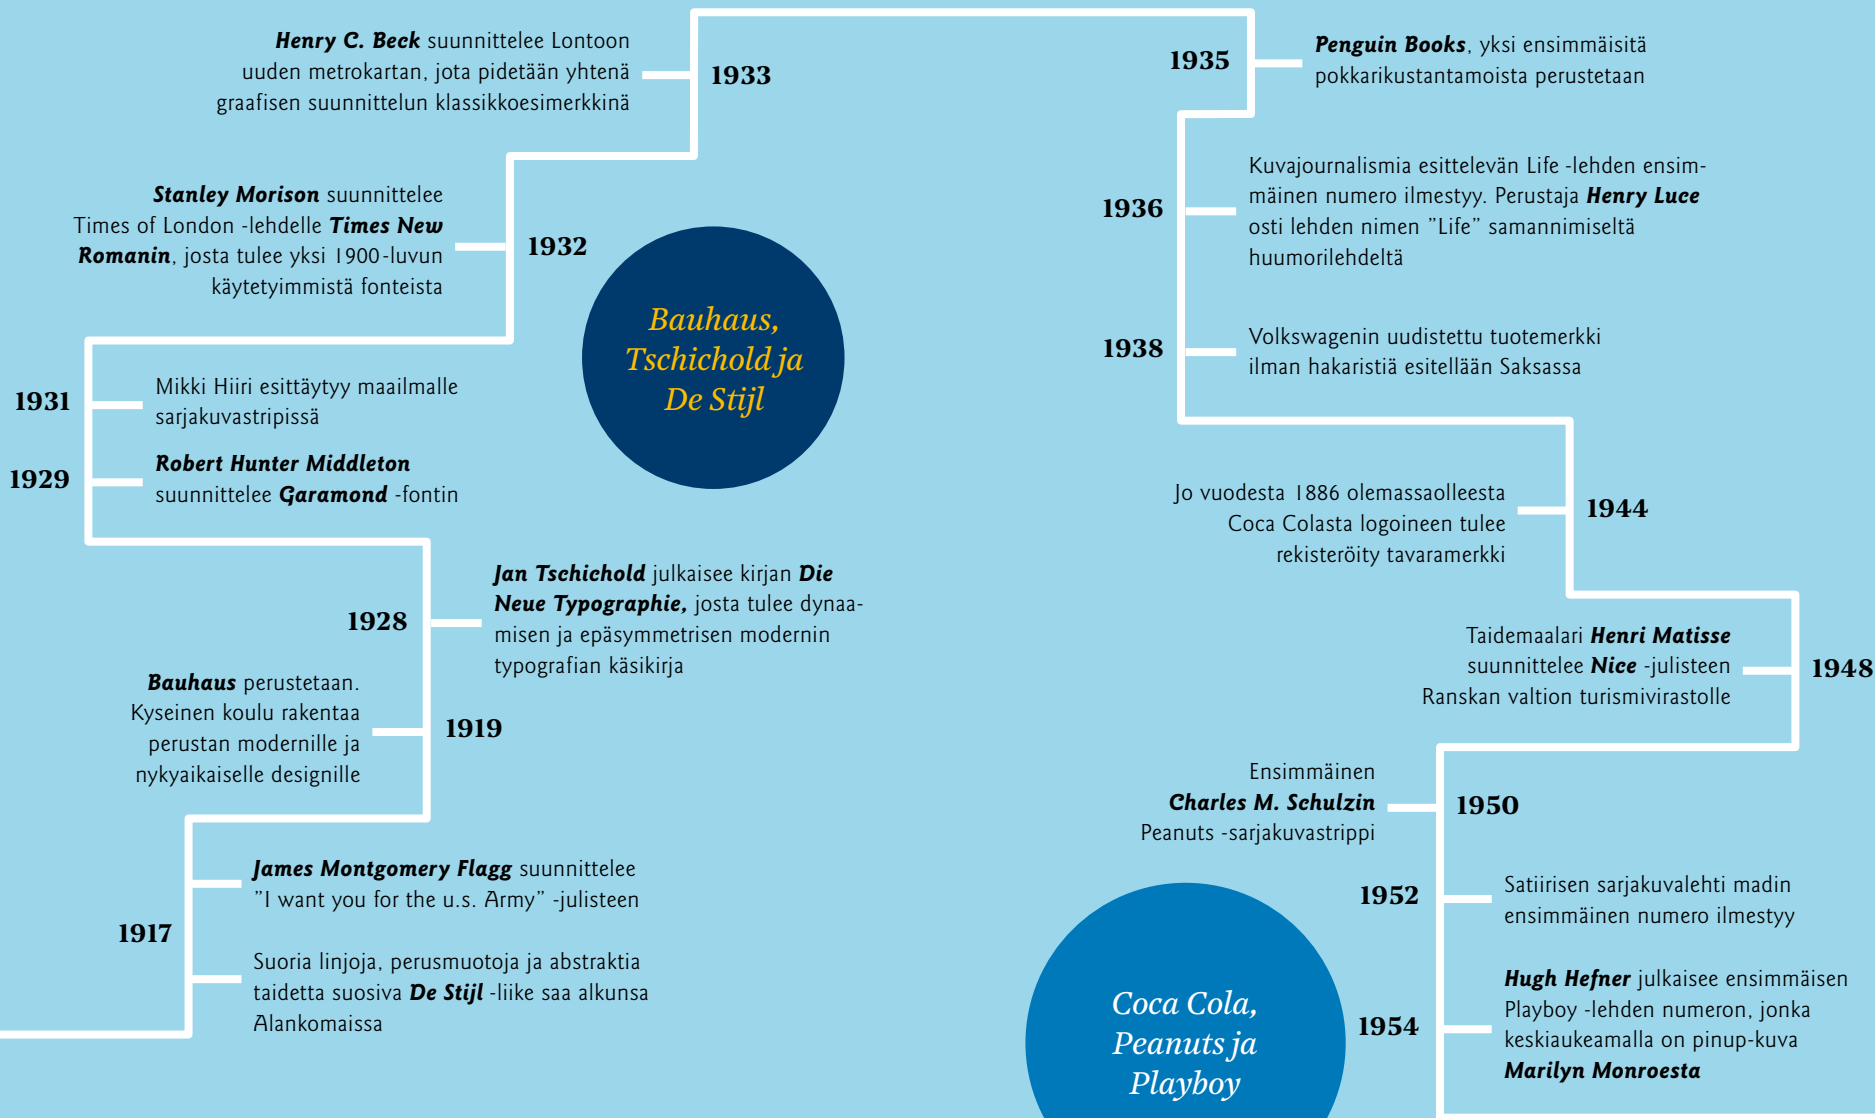 Henry C. Beck suunnittelee Lontoon
uuden metrokartan, jota pidetään yhtenä
graafisen suunnittelun klassikkoesimerkkinä
1933
Stanley Morison suunnittelee
Times of London -lehdelle Times New
Romanin, josta tulee yksi 1900-luvun
käytetyimmistä fonteista
1932
Bauhaus,
Tschichold ja
De Stijl
1931
Mikki Hiiri esittäytyy maailmalle
sarjakuvastripissä
1929
Robert Hunter Middleton
suunnittelee Garamond -fontin
1928
Jan Tschichold julkaisee kirjan Die
Neue Typographie, josta tulee dynaa-
misen ja epäsymmetrisen modernin
typografian käsikirja
Bauhaus perustetaan.
Kyseinen koulu rakentaa
perustan modernille ja
nykyaikaiselle designille
1919
James Montgomery Flagg suunnittelee
"I want you for the u.s. Army" -julisteen
1917
Suoria linjoja, perusmuotoja ja abstraktia
taidetta suosiva De Stijl -liike saa alkunsa
Alankomaissa
1935
Penguin Books, yksi ensimmäisitä
pokkarikustantamoista perustetaan
1936
Kuvajournalismia esittelevän Life -lehden ensim-
mäinen numero ilmestyy. Perustaja Henry Luce
osti lehden nimen ”Life” samannimiseltä
huumorilehdeltä
1938
Volkswagenin uudistettu tuotemerkki
ilman hakaristiä esitellään Saksassa
Jo vuodesta 1886 olemassaolleesta
Coca Colasta logoineen tulee
rekisteröity tavaramerkki
1944
Taidemaalari Henri Matisse
suunnittelee Nice -julisteen
Ranskan valtion turismivirastolle
1948
Ensimmäinen
Charles M. Schulzin
Peanuts -sarjakuvastrippi
1950
1952
Satiirisen sarjakuvalehti madin
ensimmäinen numero ilmestyy
Coca Cola,
Peanuts ja
Playboy
1954
Hugh Hefner julkaisee ensimmäisen
Playboy -lehden numeron, jonka
keskiaukeamalla on pinup-kuva
Marilyn Monroesta